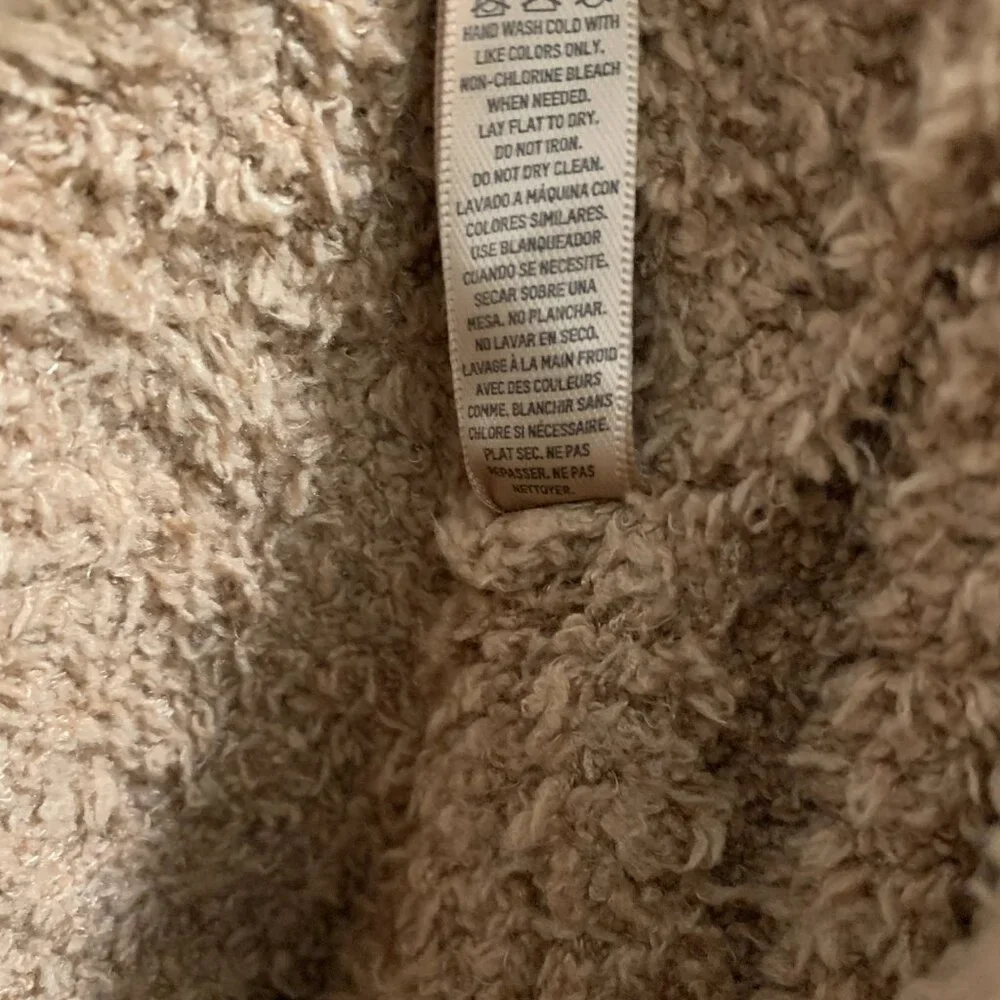 HAND WASH COLD WITH
LIKE COLORS ONLY.
NON-CHLORINE BLEACH
WHEN NEEDED.
LAY FLAT TO DRY.
DO NOT IRON.
DO NOT DRY CLEAN.
LAVADO A MÁQUINA CON
COLORES SIMILARES.
USE BLANQUEADOR
CUANDO SE NECESITE.
SECAR SOBRE UNA
MESA. NO PLANCHAR.
NO LAVAR EN SECO.
LAVAGE À LA MAIN FROID
AVEC DES COULEURS
COMME. BLANCHIR SANS
CHLORE SI NÉCESSAIRE.
PLAT SEC. NE PAS
REPASSER. NE PAS
NETTOYER.